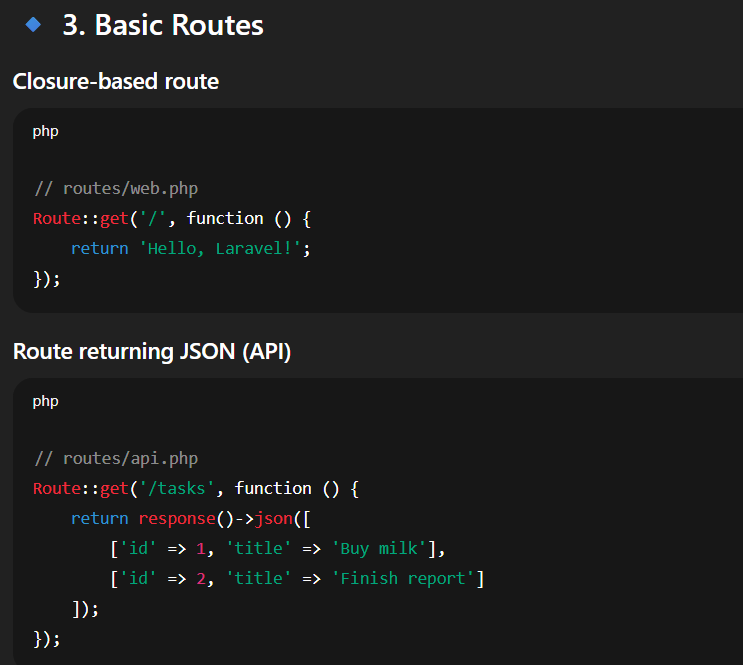 3. Basic Routes
Closure-based route
php
// routes/web.php
Route::get('/', function () {
    return 'Hello, Laravel!';
});
Route returning JSON (API)
php
// routes/api.php
Route::get('/tasks', function () {
    return response()->json([
        ['id' => 1, 'title' => 'Buy milk'],
        ['id' => 2, 'title' => 'Finish report']
    ]);
});